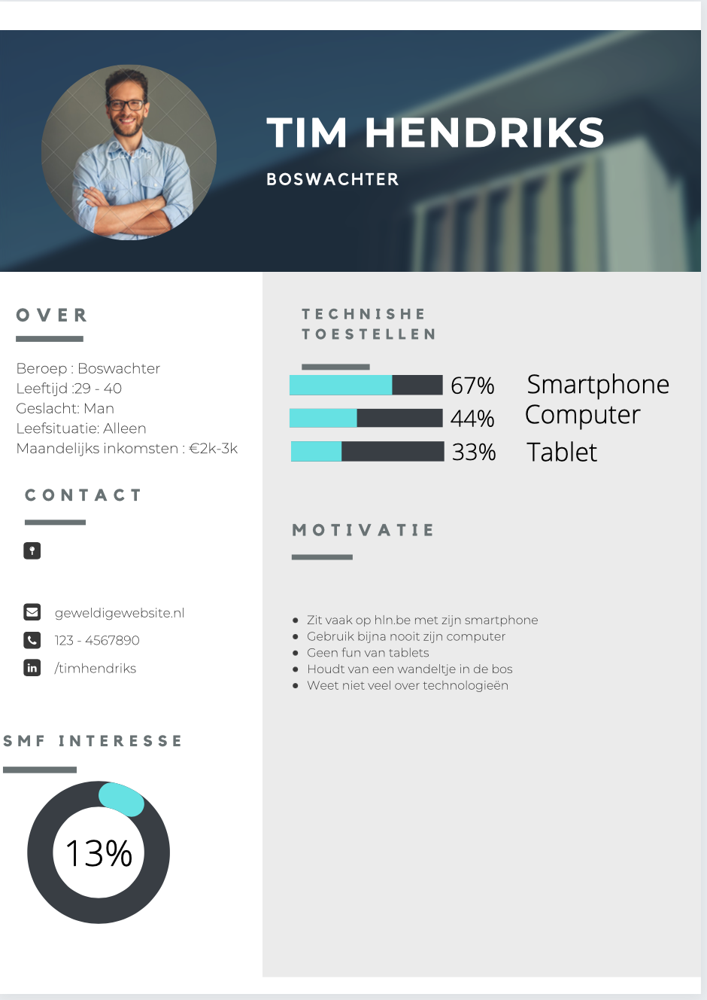 TIM HENDRIKS
BOSWACHTER
OVER
Beroep : Boswachter
Leeftijd :29 - 40
Geslacht: Man
Leefsituatie: Alleen
Maandelijks inkomsten : €2k-3k
CONTACT
geweldigewebsite.nl
123 - 4567890
in /timhendriks
SMF INTERESSE
13%
TECHNISHE
TOESTELLEN
67% Smartphone
44% Computer
33% Tablet
MOTIVATIE
• Zit vaak op hln.be met zijn smartphone
• Gebruik bijna nooit zijn computer
• Geen fun van tablets
• Houdt van een wandeltje in de bos
• Weet niet veel over technologieën